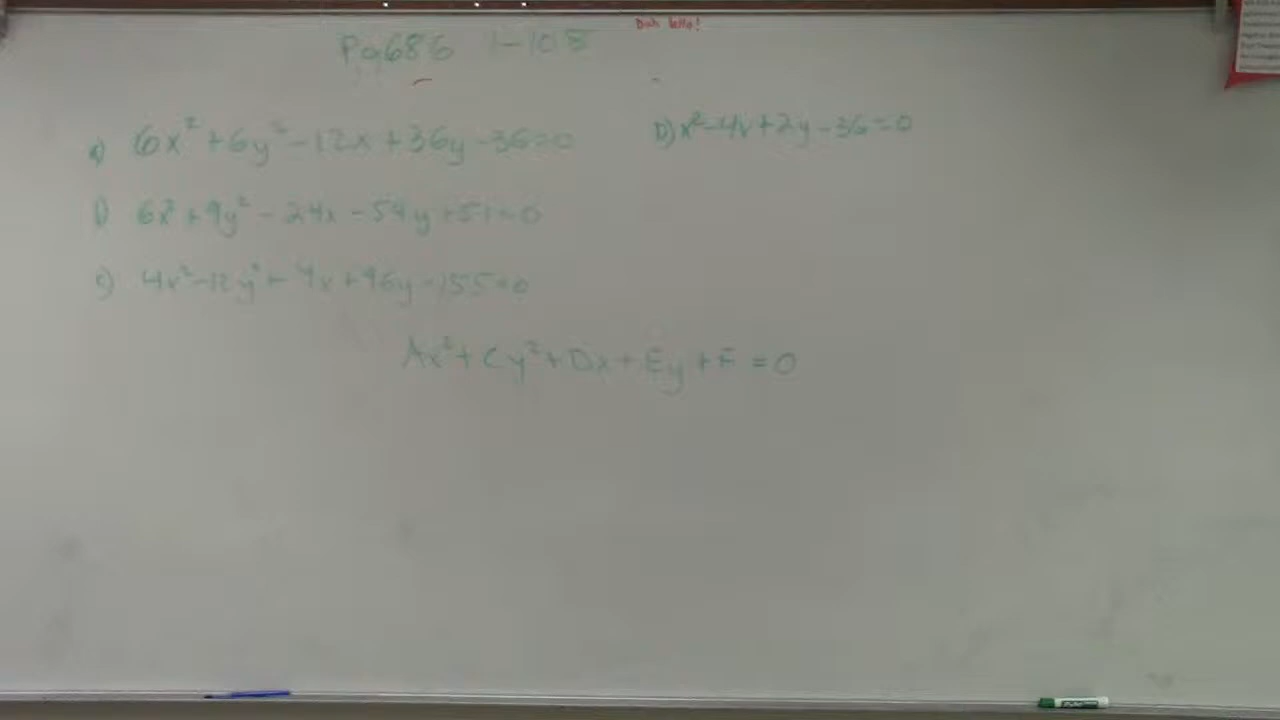 Pg686 1-10 B
a) 6x² + 6y² - 12x + 36y - 36 = 0
D) x² - 4x + 2y - 36 = 0
6x² + 9y² - 24x - 54y + 51 = 0
c) 4x² - 12y² + 4x + 96y - 155 = 0
Ax² + Cy² + Dx + Ey + F = 0